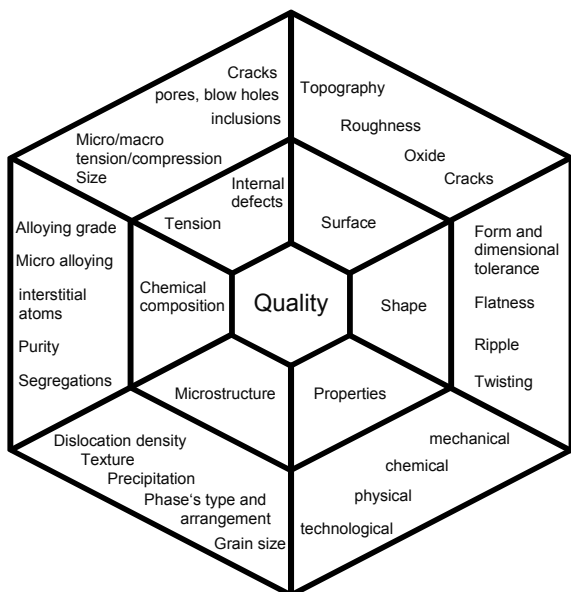 Cracks
pores, blow holes
inclusions
Micro/macro
tension/compression
Size
Topography
Roughness
Oxide
Cracks
Internal
defects
Tension
Surface
Alloying grade
Micro alloying
interstitial
atoms
Purity
Segregations
Chemical
composition
Quality
Shape
Form and
dimensional
tolerance
Flatness
Ripple
Twisting
Microstructure
Properties
Dislocation density
Texture
Precipitation
Phase‘s type and
arrangement
Grain size
mechanical
chemical
physical
technological